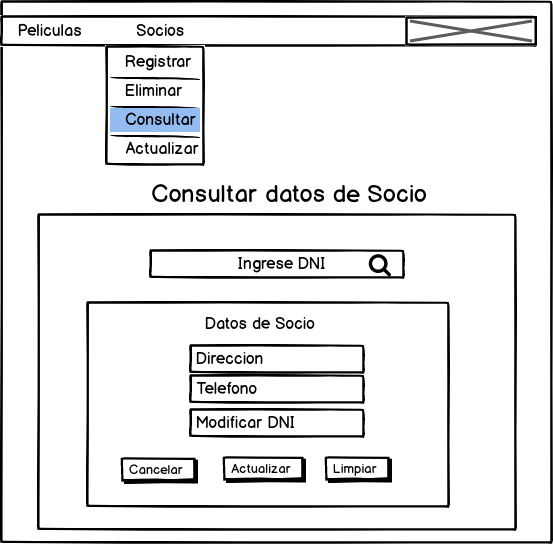 Peliculas
Socios
Registrar
Eliminar
Consultar
Actualizar
Consultar datos de Socio
Ingrese DNI
Datos de Socio
Direccion
Telefono
Modificar DNI
Cancelar
Actualizar
Limpiar